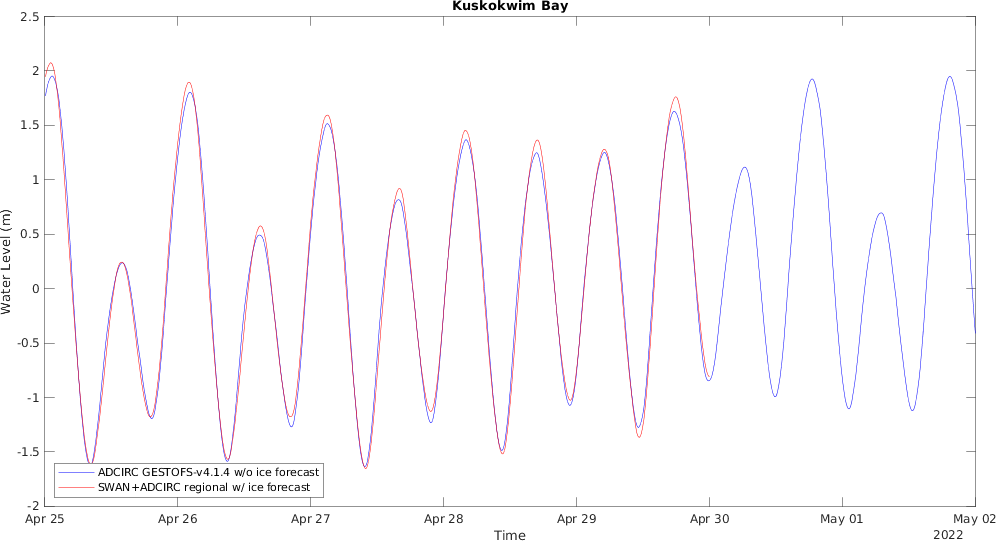 Kuskokwim Bay
2.5
2
1.5
1
0.5
0
-0.5
-1
-1.5
-2
Water Level (m)
ADCIRC GESTOFS-v4.1.4 w/o ice forecast
SWAN+ADCIRC regional w/ ice forecast
Apr 25 Apr 26 Apr 27 Apr 28 Apr 29 Apr 30 May 01 May 02
Time
2022